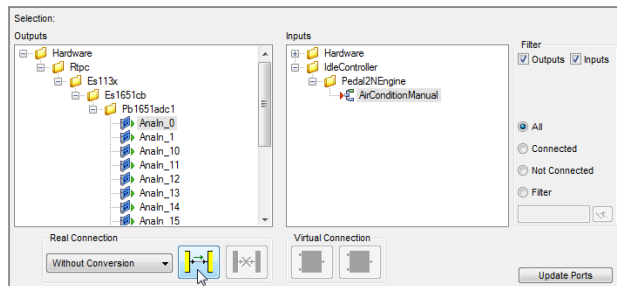 Selection:
Outputs
Hardware
Rtpc
Es113x
Es1651cb
Pb1651adc1
AnaIn_0
AnaIn_1
AnaIn_10
AnaIn_11
AnaIn_12
AnaIn_13
AnaIn_14
AnaIn_15
Inputs
Hardware
IdleController
Pedal2NEngine
AirConditionManual
Filter
Outputs Inputs
All
Connected
Not Connected
Filter
Real Connection
Without Conversion
Virtual Connection
Update Ports